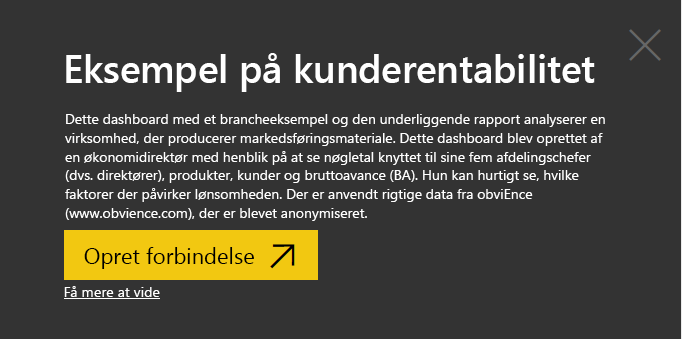 Eksempel på kunderentabilitet
Dette dashboard med et brancheeksempel og den underliggende rapport analyserer en
virksomhed, der producerer markedsføringsmateriale. Dette dashboard blev oprettet af
en økonomidirektør med henblik på at se nøgletal knyttet til sine fem afdelingschefer
(dvs. direktører), produkter, kunder og bruttoavance (BA). Hun kan hurtigt se, hvilke
faktorer der påvirker lønsomheden. Der er anvendt rigtige data fra obviEnce
(www.obvience.com), der er blevet anonymiseret.
Opret forbindelse
Få mere at vide